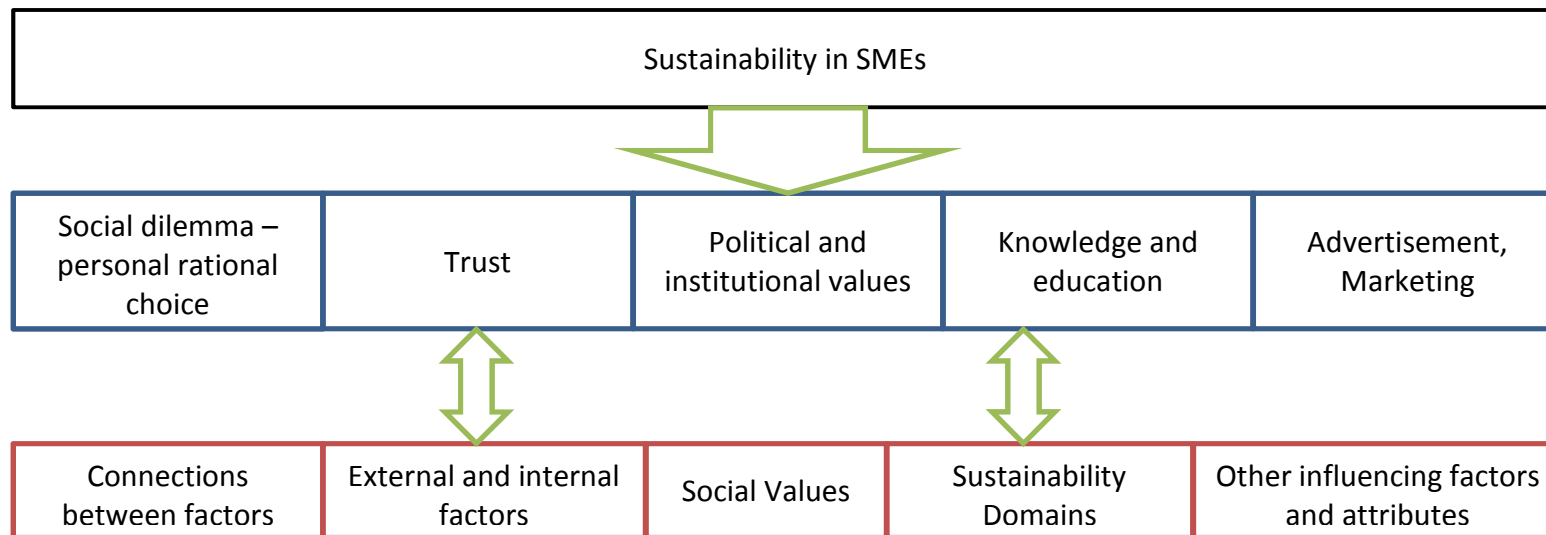 Sustainability in SMEs
Social dilemma –
personal rational
choice
Trust
Political and
institutional values
Knowledge and
education
Advertisement,
Marketing
Connections
between factors
External and internal
factors
Social Values
Sustainability
Domains
Other influencing factors
and attributes